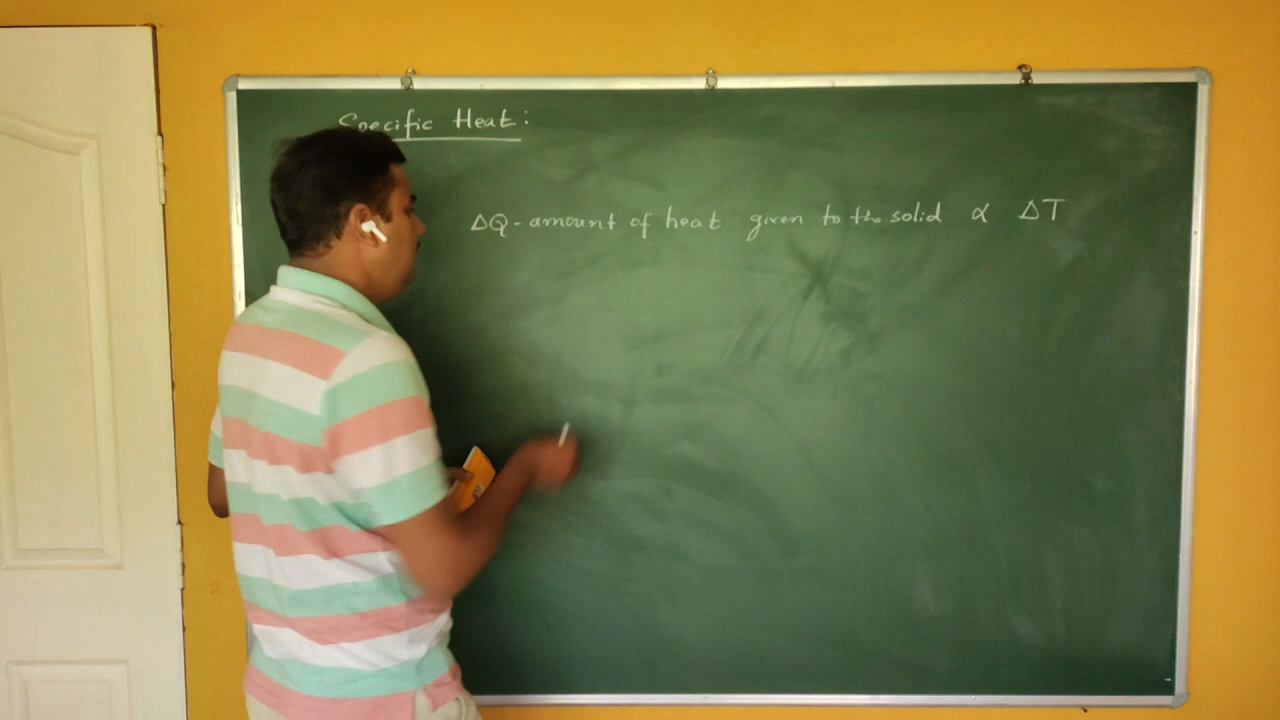 Specific Heat :
ΔQ - amount of heat given to the solid ∝ ΔT